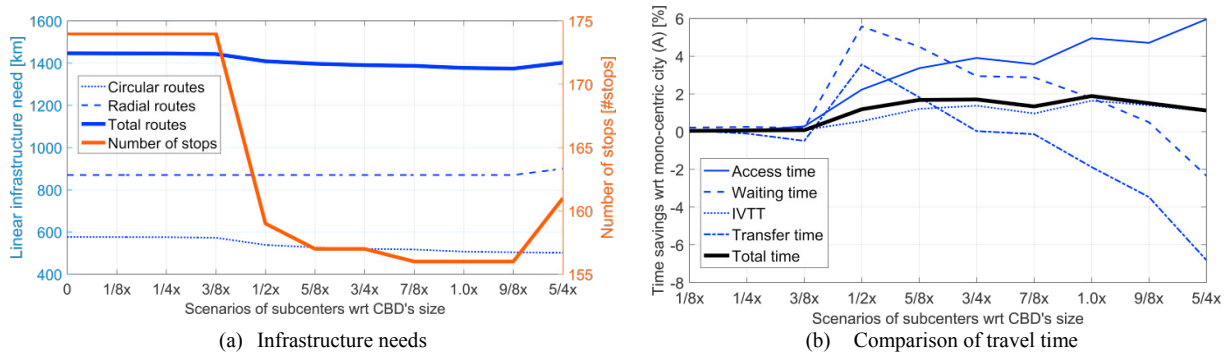 1600
1400
1200
1000
800
600
400
Linear infrastructure need [km]
Circular routes
Radial routes
Total routes
Number of stops
175
170
165
160
155
Number of stops [#stops]
0 1/8x 1/4x 3/8x 1/2x 5/8x 3/4x 7/8x 1.0x 9/8x 5/4x
Scenarios of subcenters wrt CBD's size
(a) Infrastructure needs
6
4
2
0
-2
-4
-6
-8
Time savings wrt mono-centric city (A) [%]
Access time
Waiting time
IVTT
Transfer time
Total time
1/8x 1/4x 3/8x 1/2x 5/8x 3/4x 7/8x 1.0x 9/8x 5/4x
Scenarios of subcenters wrt CBD's size
(b) Comparison of travel time